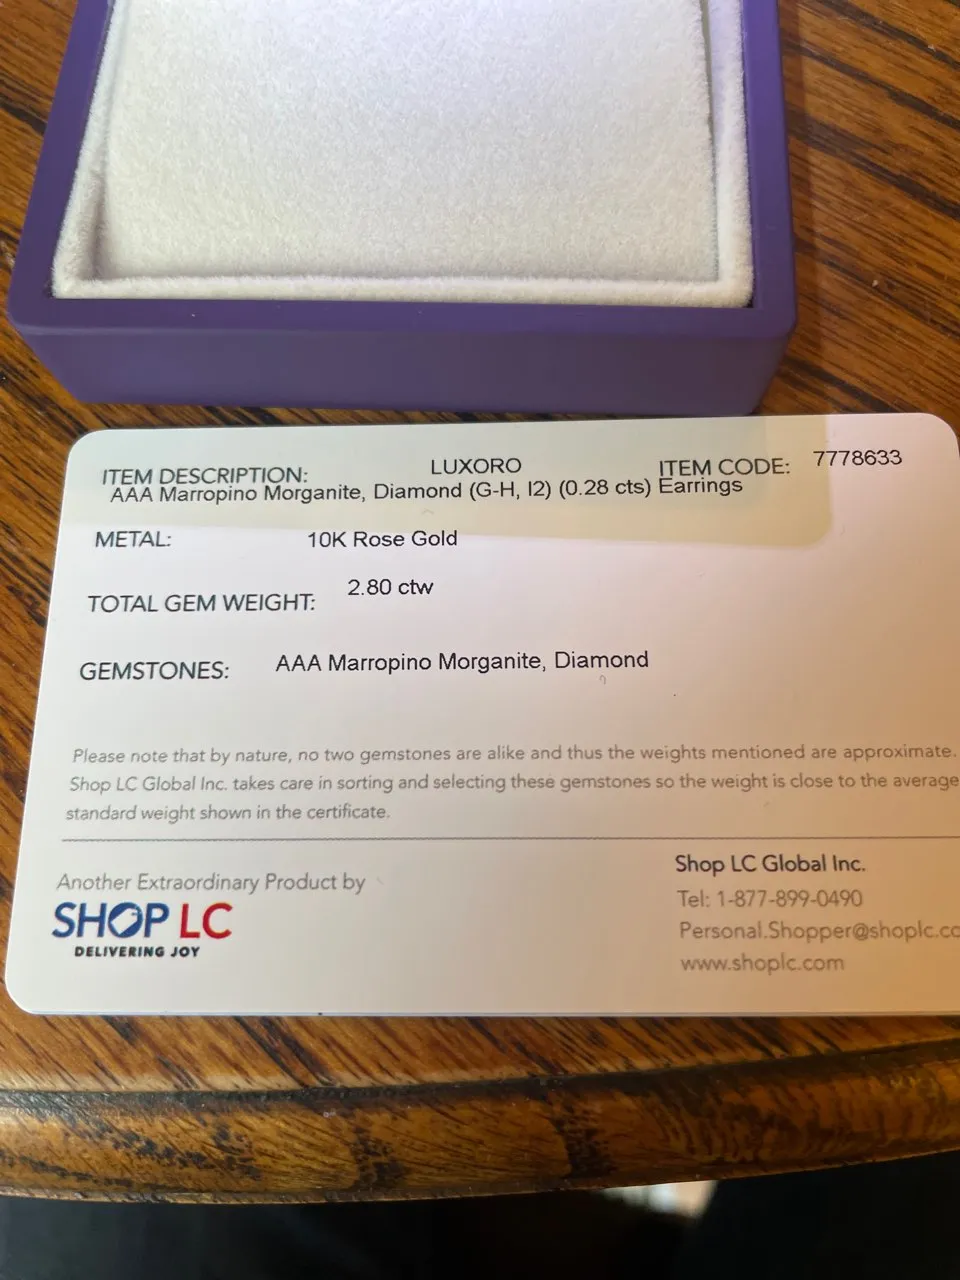 ITEM DESCRIPTION: LUXORO ITEM CODE: 7778633
AAA Marropino Morganite, Diamond (G-H, I2) (0.28 cts) Earrings
METAL: 10K Rose Gold
TOTAL GEM WEIGHT: 2.80 ctw
GEMSTONES: AAA Marropino Morganite, Diamond
Please note that by nature, no two gemstones are alike and thus the weights mentioned are approximate.
Shop LC Global Inc. takes care in sorting and selecting these gemstones so the weight is close to the average
standard weight shown in the certificate.
Another Extraordinary Product by
SHOP LC
DELIVERING JOY
Shop LC Global Inc.
Tel: 1-877-899-0490
Personal.Shopper@shoplc.co
www.shoplc.com